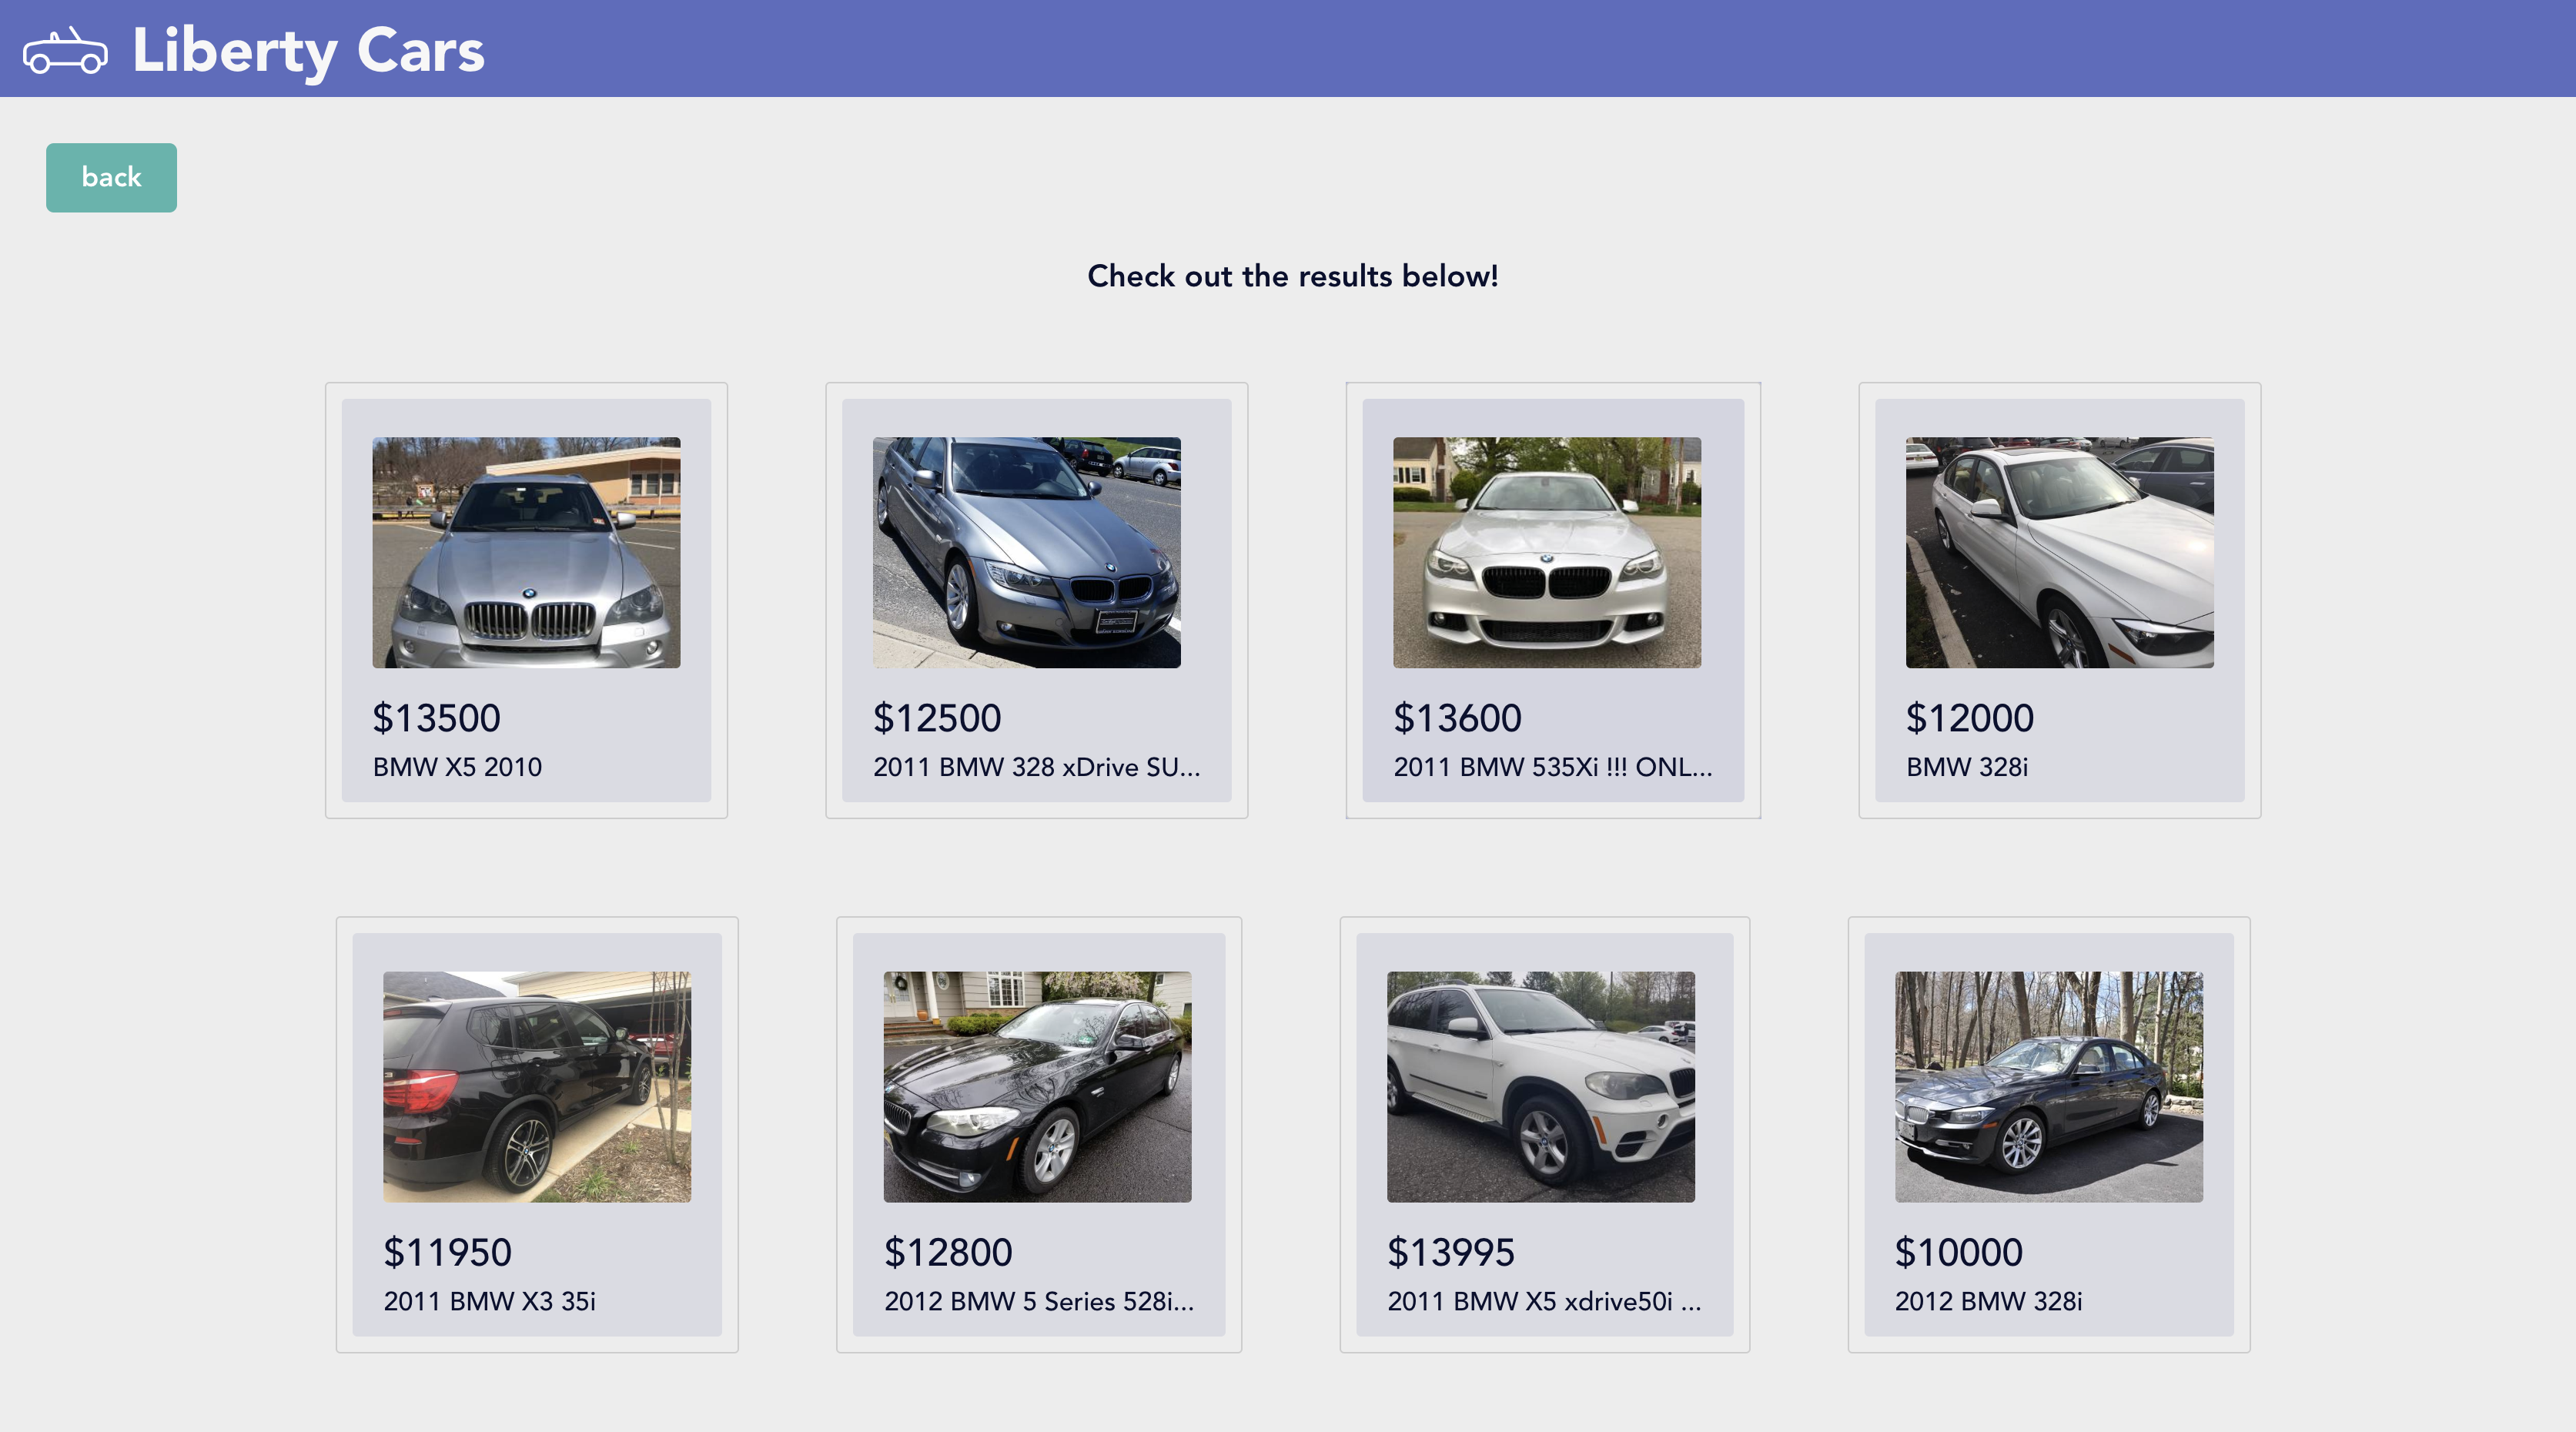 Liberty Cars
back
Check out the results below!
$13500
BMW X5 2010
$12500
2011 BMW 328 xDrive SU...
$13600
2011 BMW 535Xi !!! ONL...
$12000
BMW 328i
$11950
2011 BMW X3 35i
$12800
2012 BMW 5 Series 528i...
$13995
2011 BMW X5 xdrive50i ...
$10000
2012 BMW 328i